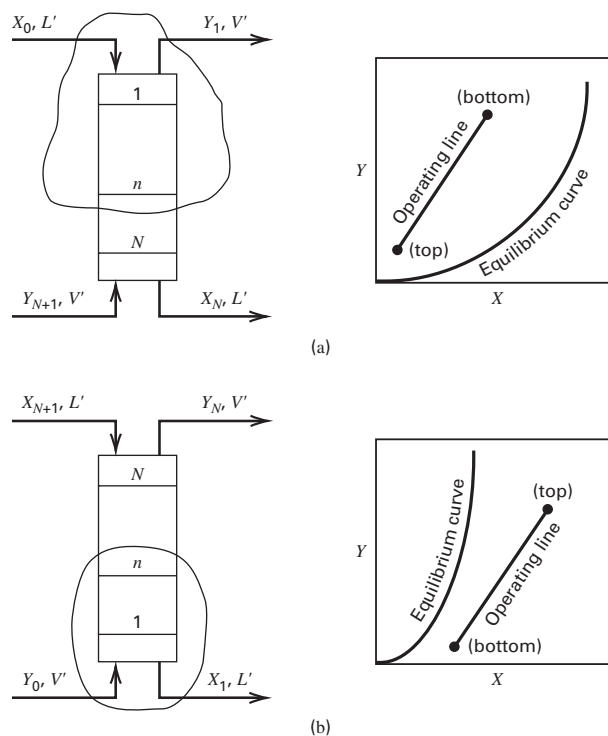 X0, L′
Y1, V′
1
n
N
YN+1, V′
XN, L′
(bottom)
Operating line
(top)
Equilibrium curve
Y
X
(a)
XN+1, L′
YN, V′
N
n
1
Y0, V′
X1, L′
Equilibrium curve
(top)
Operating line
(bottom)
Y
X
(b)